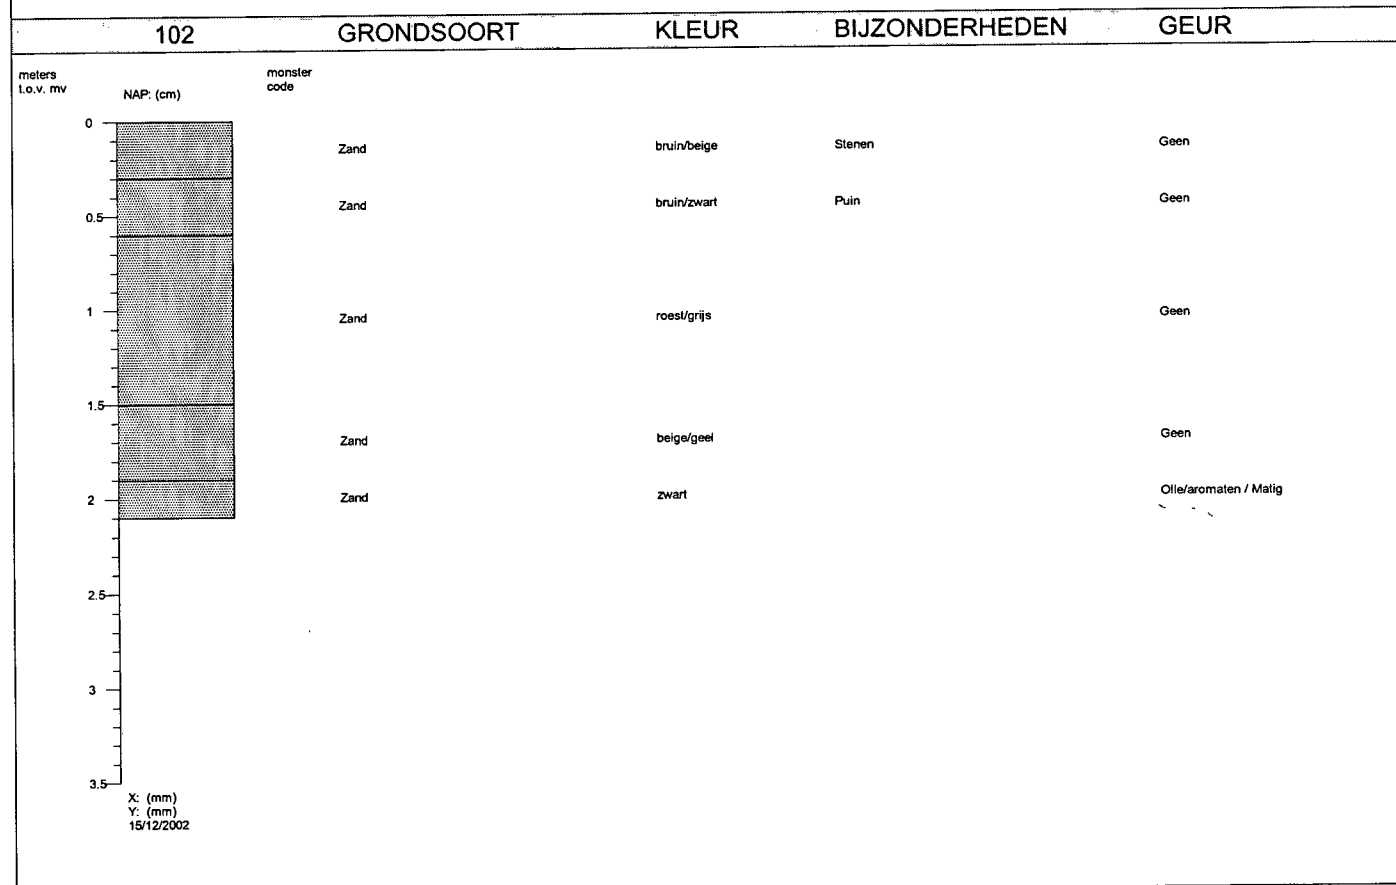 102 GRONDSOORT KLEUR BIJZONDERHEDEN GEUR
meters
t.o.v. mv
NAP: (cm)
monster
code
0
Zand bruin/beige Stenen Geen
Zand bruin/zwart Puin Geen
0.5
1
Zand roest/grijs Geen
1.5
Zand beige/geel Geen
2
Zand zwart Olie/aromaten / Matig
2.5
3
3.5
X: (mm)
Y: (mm)
15/12/2002